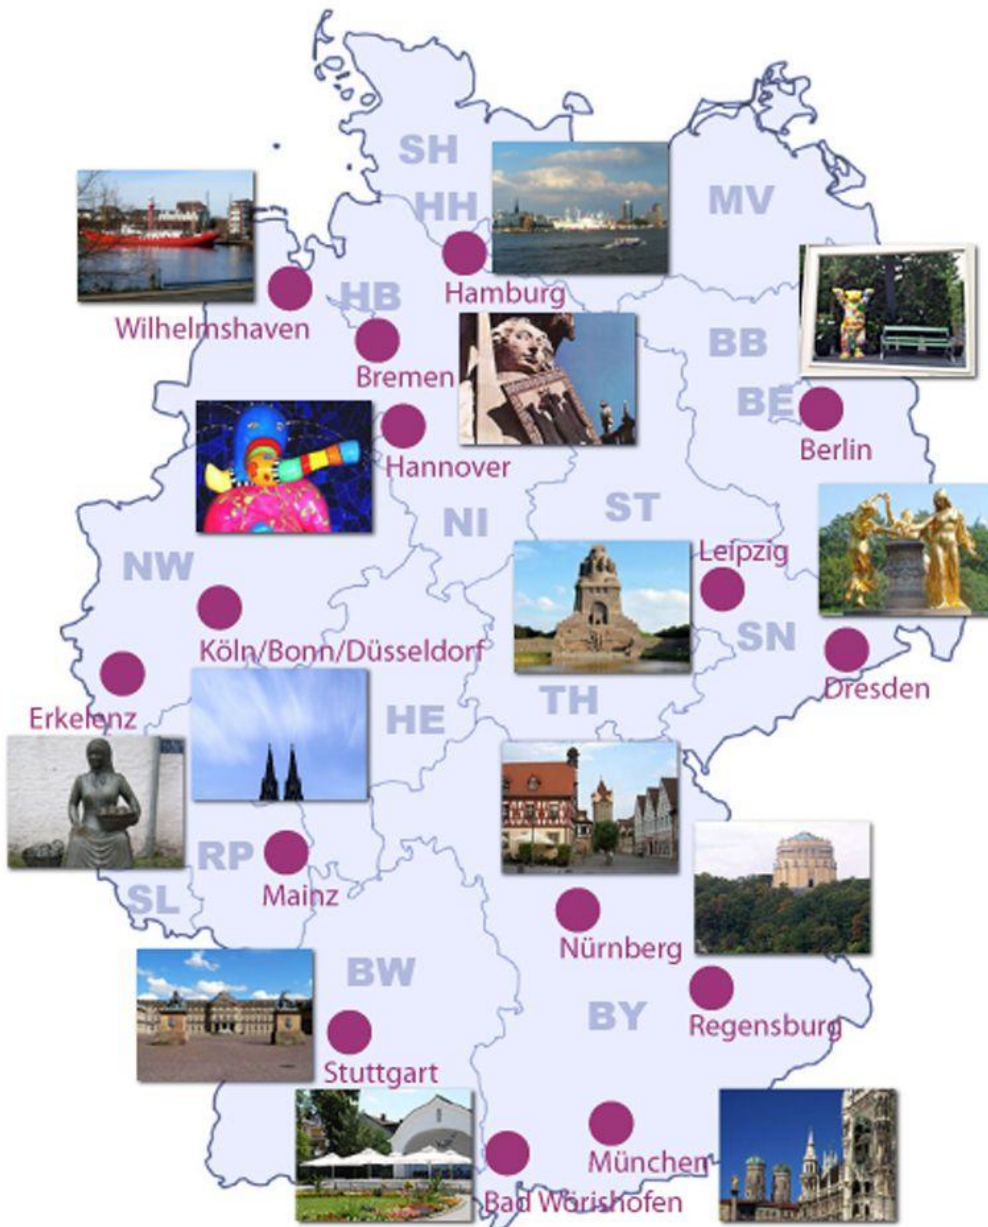 SH
HH
MV
Wilhelmshaven
HB
Hamburg
Bremen
BB
BE
Berlin
Hannover
NI
ST
NW
Leipzig
Köln/Bonn/Düsseldorf
SN
Erkelenz
HE
TH
Dresden
RP
Mainz
SL
Nürnberg
BW
BY
Regensburg
Stuttgart
München
Bad Wörishofen